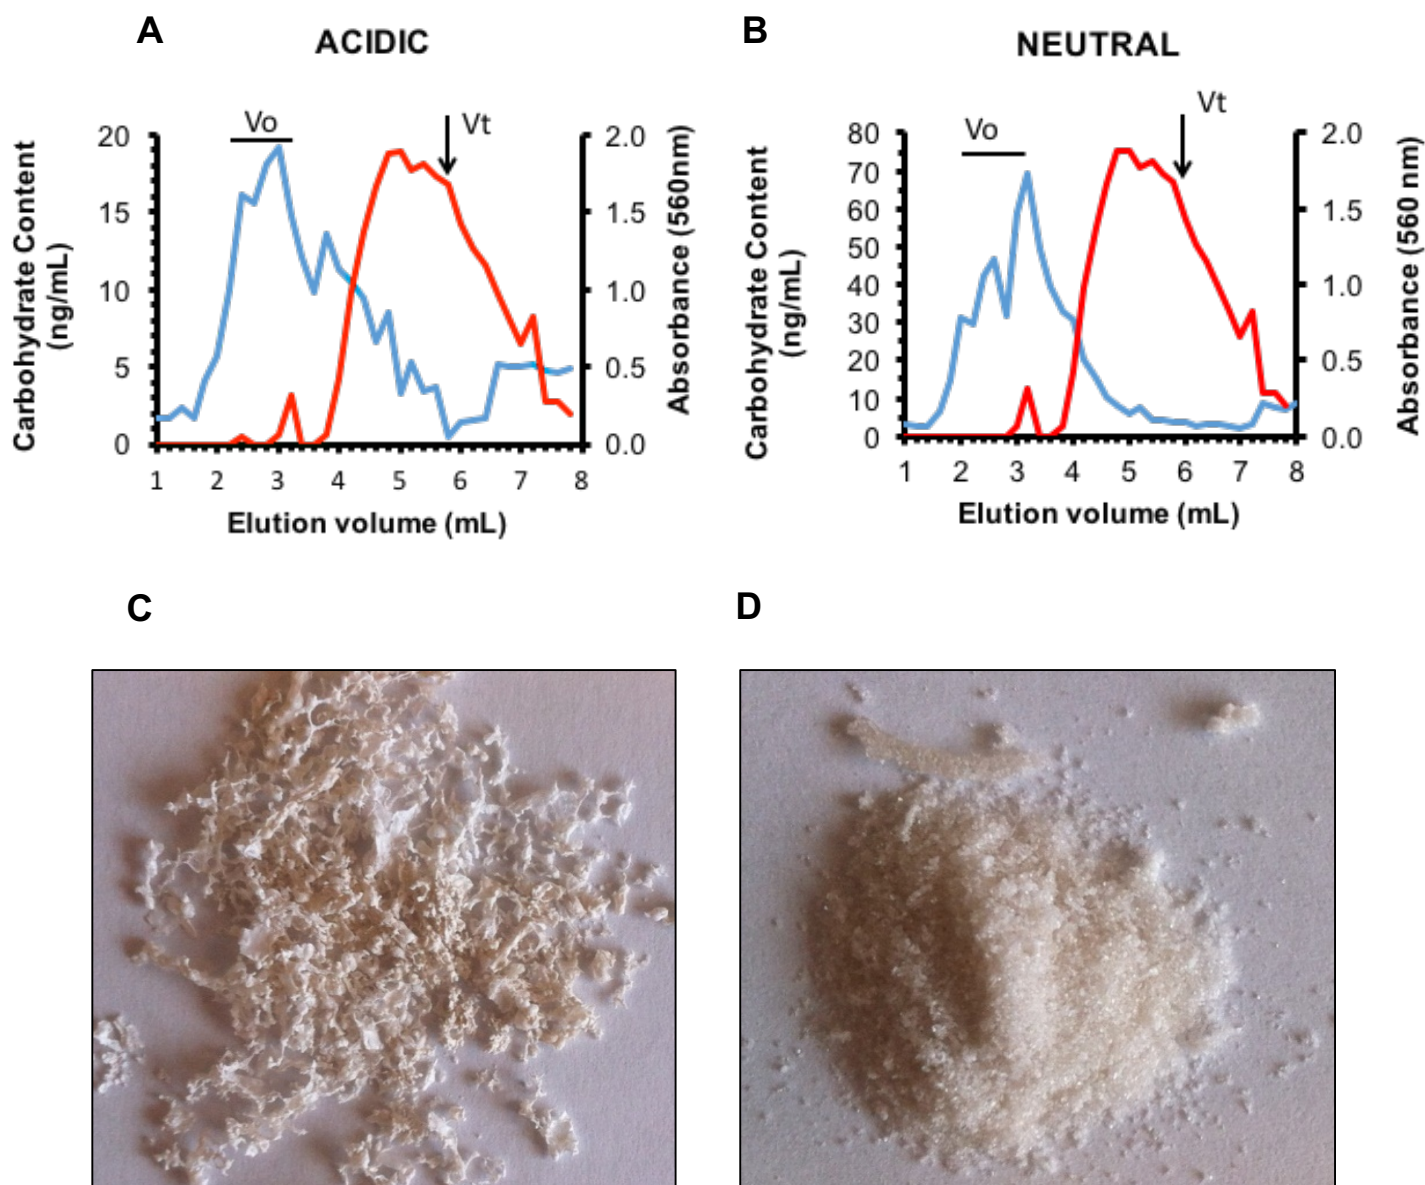 A
ACIDIC
Vo
Vt
20
15
10
5
0
2.0
1.5
1.0
0.5
0.0
1 2 3 4 5 6 7 8
Carbohydrate Content
(ng/mL)
Absorbance (560nm)
Elution volume (mL)
B
NEUTRAL
Vo
Vt
80
70
60
50
40
30
20
10
0
2.0
1.5
1.0
0.5
0.0
1 2 3 4 5 6 7 8
Carbohydrate Content
(ng/mL)
Absorbance (560 nm)
Elution volume (mL)
C
D